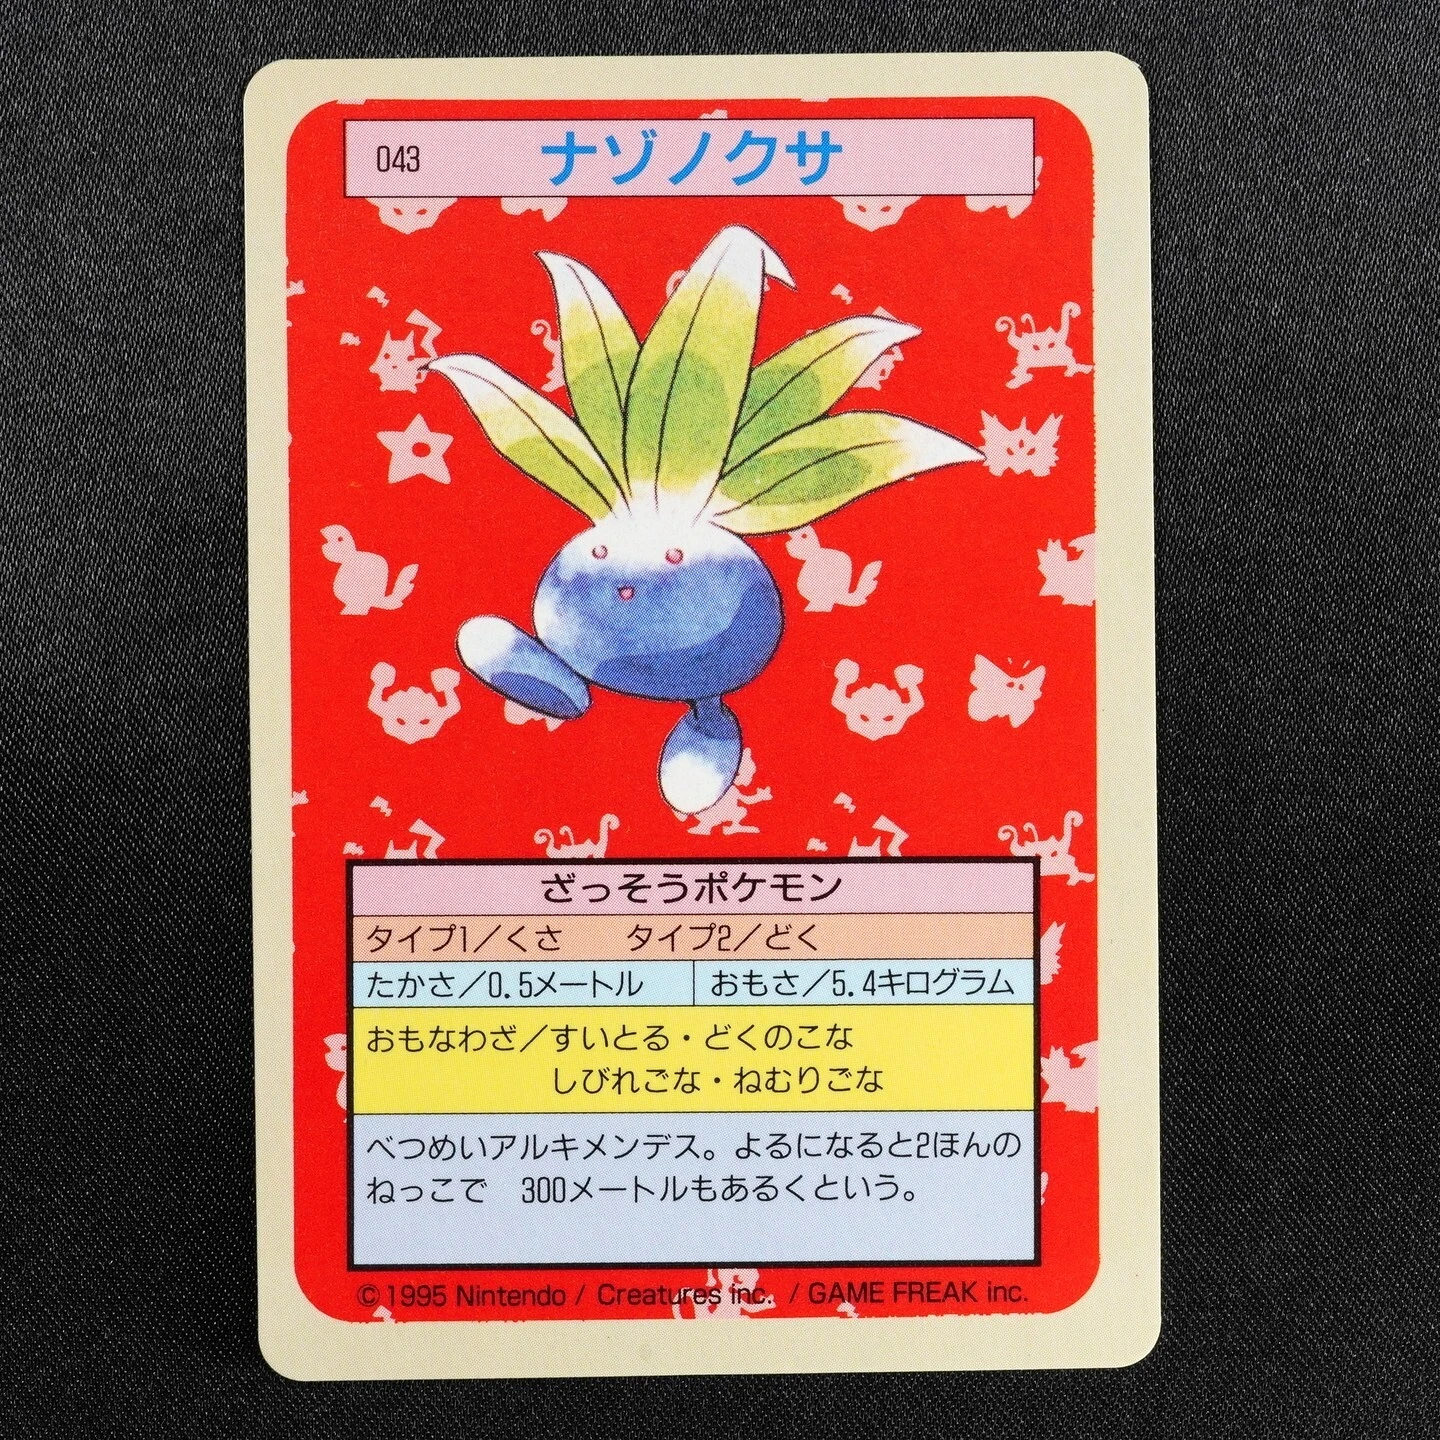 043 ナゾノクサ
ざっそうポケモン
タイプ1／くさ　タイプ2／どく
たかさ／0.5メートル　おもさ／5.4キログラム
おもなわざ／すいとる・どくのこな
しびれごな・ねむりごな
べつめいアルキメンデス。よるになると2ほんの
ねっこで　300メートルもあるくという。
©1995 Nintendo / Creatures inc. / GAME FREAK inc.